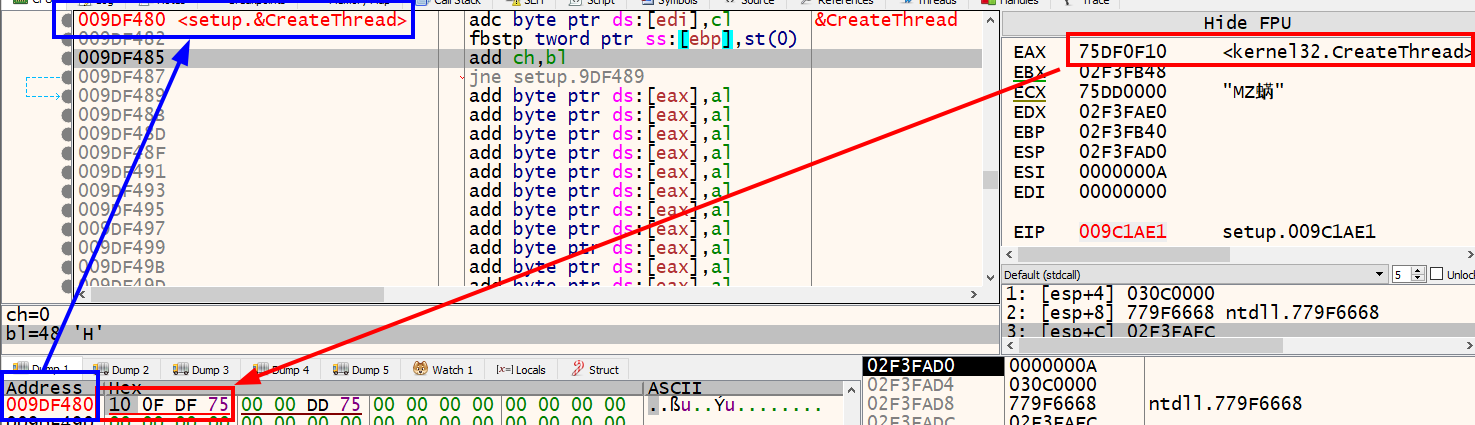 009DF480 <setup.&CreateThread> adc byte ptr ds:[edi],cl &CreateThread
009DF482 fbstp tword ptr ss:[ebp],st(0)
009DF485 add ch,bl
009DF487 jne setup.9DF489
009DF489 add byte ptr ds:[eax],al
009DF48B add byte ptr ds:[eax],al
009DF48D add byte ptr ds:[eax],al
009DF48F add byte ptr ds:[eax],al
009DF491 add byte ptr ds:[eax],al
009DF493 add byte ptr ds:[eax],al
009DF495 add byte ptr ds:[eax],al
009DF497 add byte ptr ds:[eax],al
009DF499 add byte ptr ds:[eax],al
009DF49B add byte ptr ds:[eax],al
009DF49D add byte ptr ds:[eax],al
ch=0
bl=48 'H'
Hide FPU
EAX 75DF0F10 <kernel32.CreateThread>
EBX 02F3FB48
ECX 75DD0000 "MZ蟎"
EDX 02F3FAE0
EBP 02F3FB40
ESP 02F3FAD0
ESI 0000000A
EDI 00000000
EIP 009C1AE1 setup.009C1AE1
Default (stdcall) 5 Unlock
1: [esp+4] 030C0000
2: [esp+8] 779F6668 ntdll.779F6668
3: [esp+C] 02F3FAFC
Dump 1 Dump 2 Dump 3 Dump 4 Dump 5 Watch 1 [x=] Locals Struct
Address Hex ASCII
009DF480 10 0F DF 75 00 00 DD 75 00 00 00 00 00 00 00 00 ..ßu..Ýu........
02F3FAD0 0000000A
02F3FAD4 030C0000
02F3FAD8 779F6668 ntdll.779F6668
02F3FADC 02F3FAFC